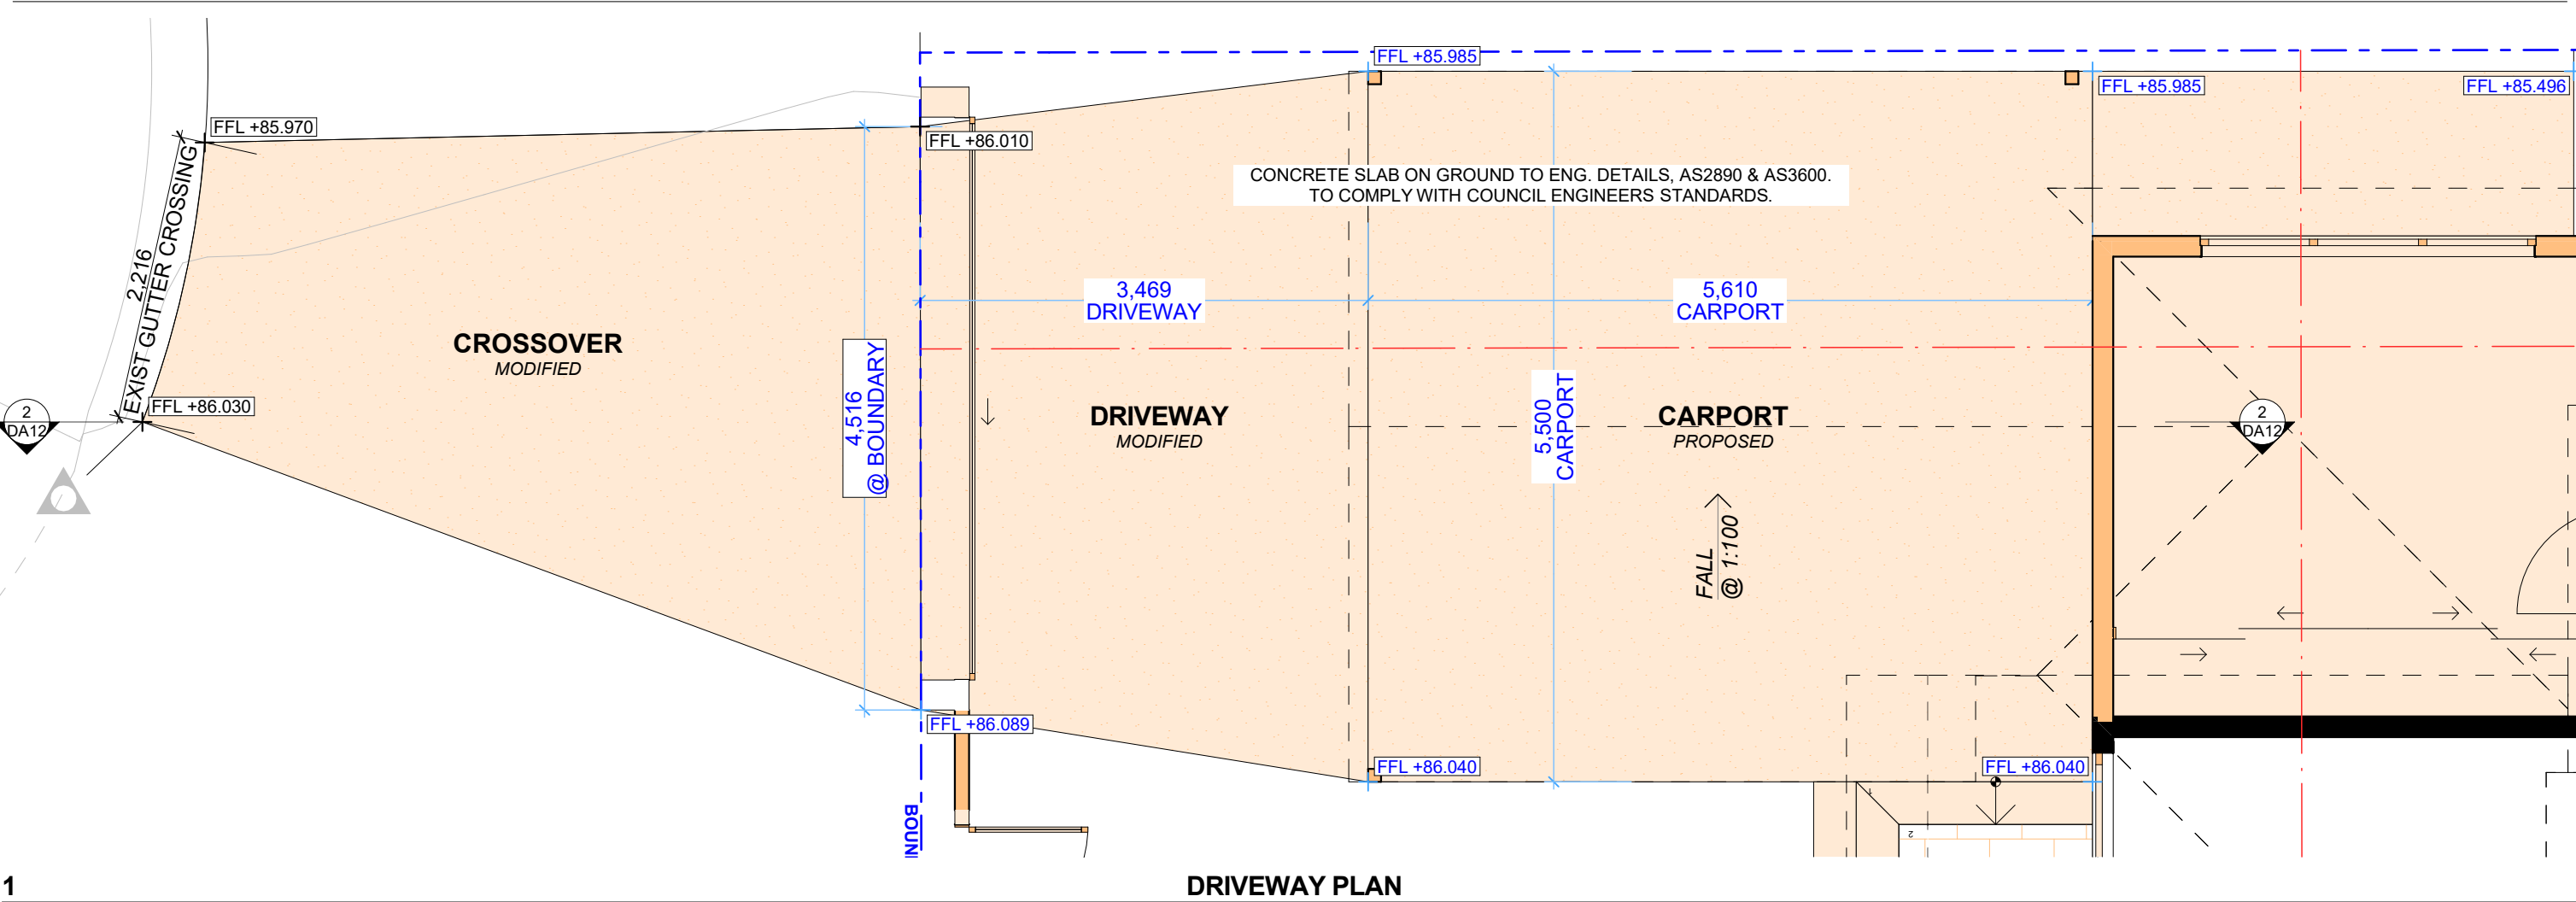 FFL +85.985
FFL +85.985
FFL +85.496
FFL +85.970
FFL +86.010
CONCRETE SLAB ON GROUND TO ENG. DETAILS, AS2890 & AS3600.
TO COMPLY WITH COUNCIL ENGINEERS STANDARDS.
2,216
EXIST GUTTER CROSSING
3,469
DRIVEWAY
5,610
CARPORT
CROSSOVER
MODIFIED
4,516
@ BOUNDARY
FFL +86.030
2
DA12
DRIVEWAY
MODIFIED
5,500
CARPORT
CARPORT
PROPOSED
2
DA12
FALL
@ 1:100
FFL +86.089
FFL +86.040
FFL +86.040
1
2
BOUN
1
DRIVEWAY PLAN